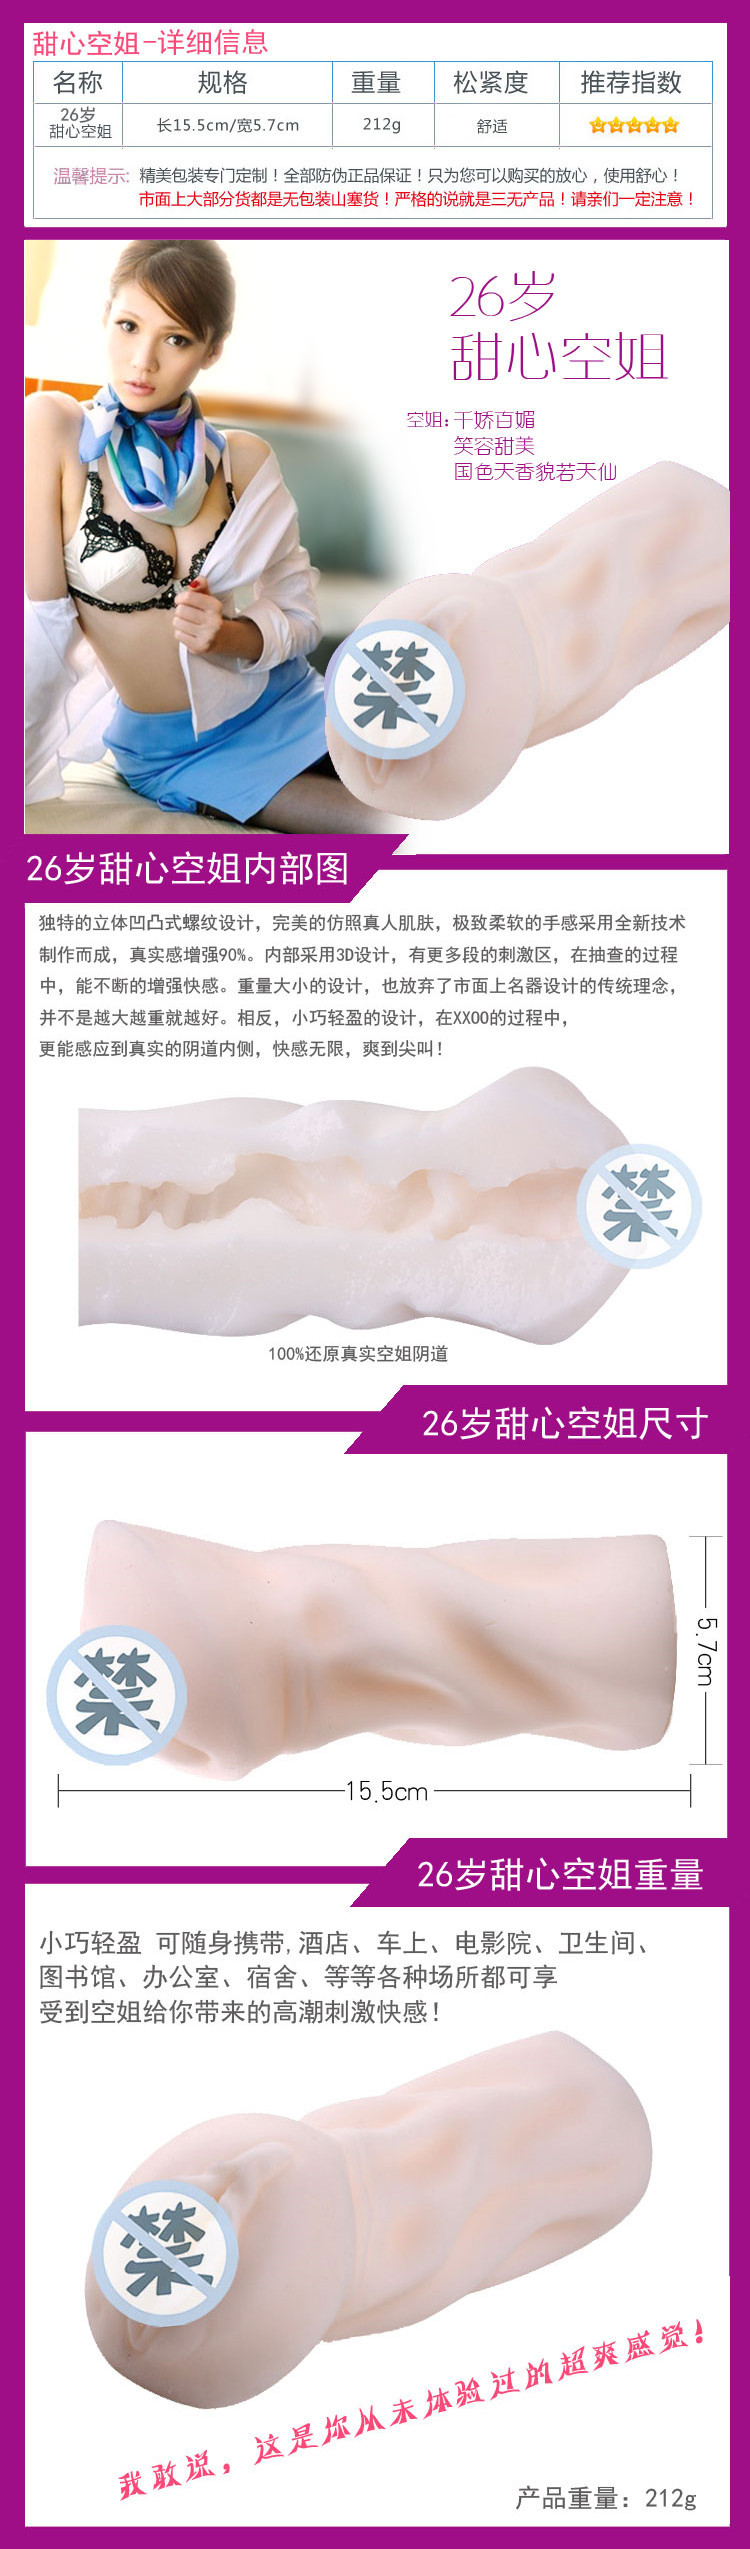 甜心空姐-详细信息
名称 规格 重量 松紧度 推荐指数
26岁
甜心空姐 长15.5cm/宽5.7cm 212g 舒适
温馨提示: 精美包装专门定制！全部防伪正品保证！只为您可以购买的放心，使用舒心！
市面上大部分货都是无包装山塞货！严格的说就是三无产品！请亲们一定注意！
26岁
甜心空姐
空姐：千娇百媚
笑容甜美
国色天香貌若天仙
禁
26岁甜心空姐内部图
独特的立体凹凸式螺纹设计，完美的仿照真人肌肤，极致柔软的手感采用全新技术
制作而成，真实感增强90%。内部采用3D设计，有更多段的刺激区，在抽查的过程
中，能不断的增强快感。重量大小的设计，也放弃了市面上名器设计的传统理念，
并不是越大越重就越好。相反，小巧轻盈的设计，在XXOO的过程中，
更能感应到真实的阴道内侧，快感无限，爽到尖叫！
禁
100%还原真实空姐阴道
26岁甜心空姐尺寸
5.7cm
禁
15.5cm
26岁甜心空姐重量
小巧轻盈 可随身携带,酒店、车上、电影院、卫生间、
图书馆、办公室、宿舍、等等各种场所都可享
受到空姐给你带来的高潮刺激快感！
禁
我敢说，这是你从未体验过的超爽感觉！
产品重量：212g